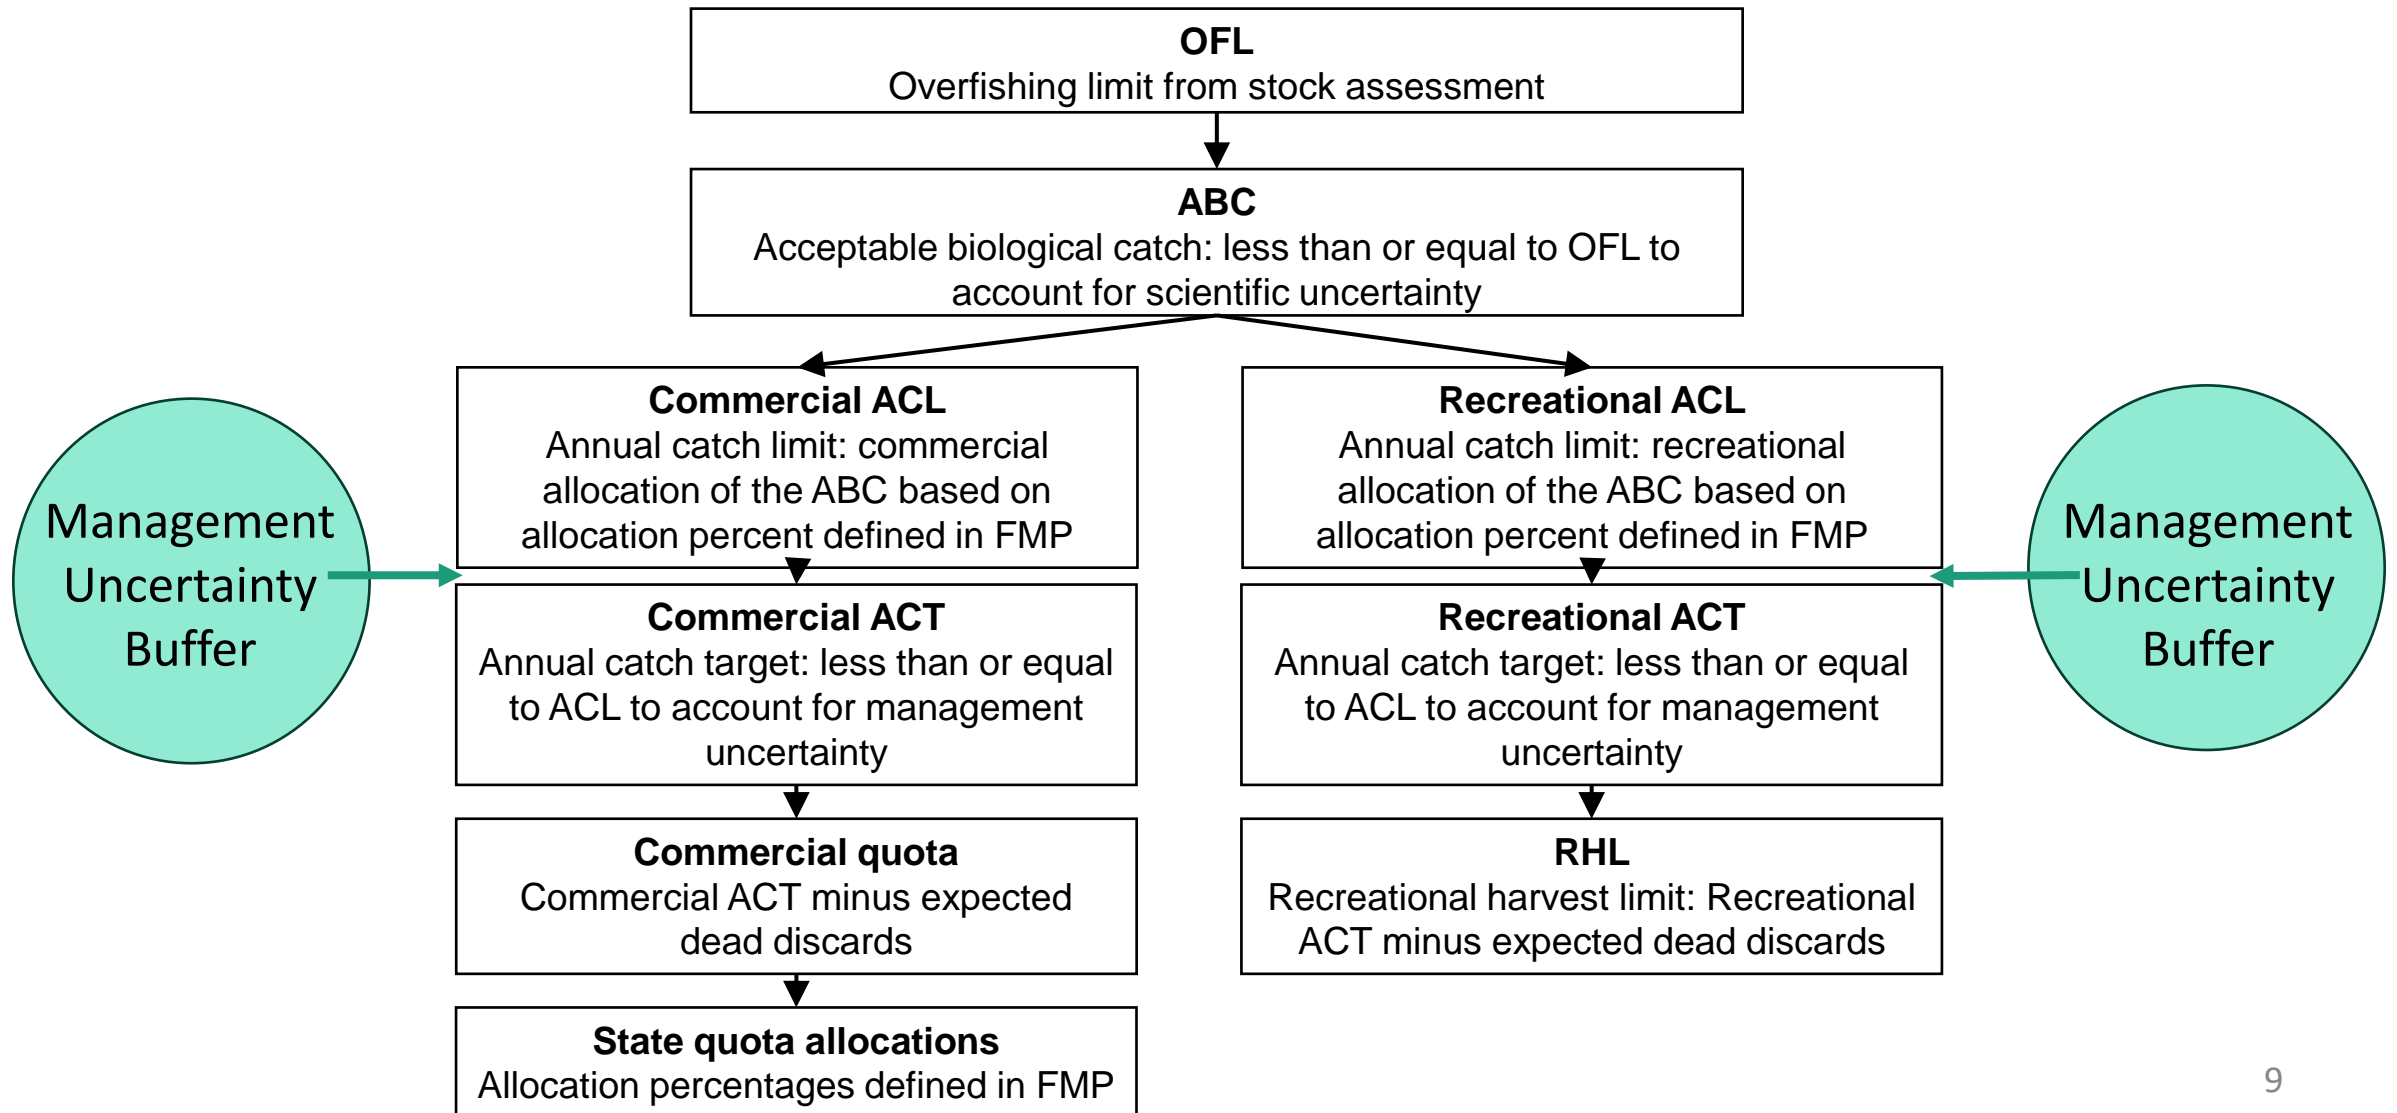 OFL
Overfishing limit from stock assessment
ABC
Acceptable biological catch: less than or equal to OFL to
account for scientific uncertainty
Commercial ACL
Annual catch limit: commercial
allocation of the ABC based on
allocation percent defined in FMP
Recreational ACL
Annual catch limit: recreational
allocation of the ABC based on
allocation percent defined in FMP
Management
Uncertainty
Buffer
Management
Uncertainty
Buffer
Commercial ACT
Annual catch target: less than or equal
to ACL to account for management
uncertainty
Recreational ACT
Annual catch target: less than or equal
to ACL to account for management
uncertainty
Commercial quota
Commercial ACT minus expected
dead discards
RHL
Recreational harvest limit: Recreational
ACT minus expected dead discards
State quota allocations
Allocation percentages defined in FMP
9